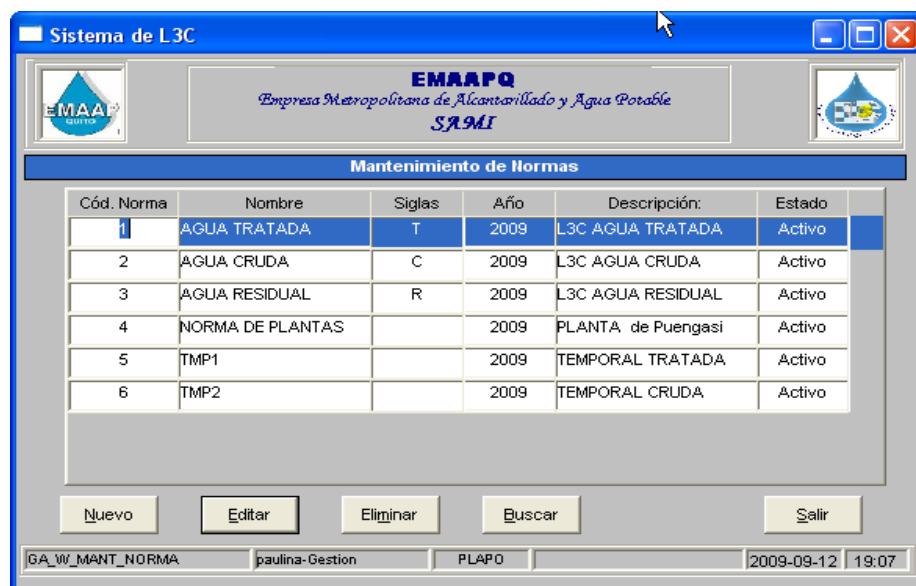 Sistema de L3C
EMAAPQ
Empresa Metropolitana de Alcantarillado y Agua Potable
SAMI
EMAAP
QUITO
Mantenimiento de Normas
Cód. Norma Nombre Siglas Año Descripción: Estado
1 AGUA TRATADA T 2009 L3C AGUA TRATADA Activo
2 AGUA CRUDA C 2009 L3C AGUA CRUDA Activo
3 AGUA RESIDUAL R 2009 L3C AGUA RESIDUAL Activo
4 NORMA DE PLANTAS 2009 PLANTA de Puengasi Activo
5 TMP1 2009 TEMPORAL TRATADA Activo
6 TMP2 2009 TEMPORAL CRUDA Activo
Nuevo Editar Eliminar Buscar Salir
GA_W_MANT_NORMA paulina-Gestion PLAPO 2009-09-12 19:07